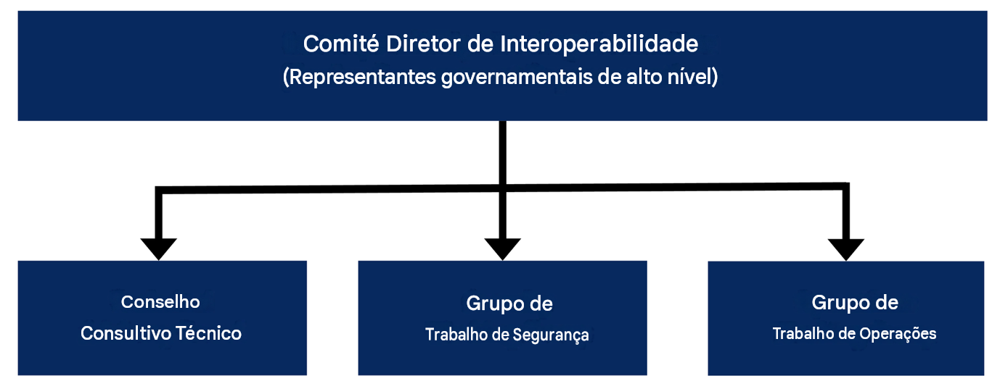 Comité Diretor de Interoperabilidade
(Representantes governamentais de alto nível)
Conselho
Consultivo Técnico
Grupo de
Trabalho de Segurança
Grupo de
Trabalho de Operações